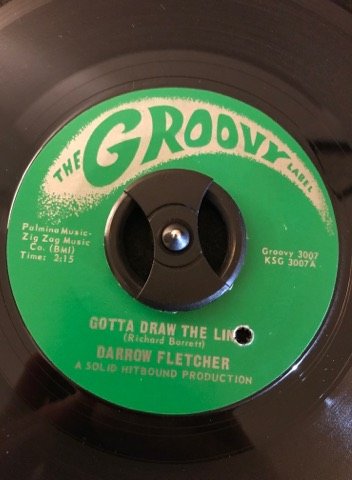 THE GROOVY LABEL
Palmina Music-
Zig Zag Music
Co. (BMI)
Time: 2:15
Groovy 3007
KSG 3007A
GOTTA DRAW THE LIN
(Richard Barrett)
DARROW FLETCHER
A SOLID HITBOUND PRODUCTION